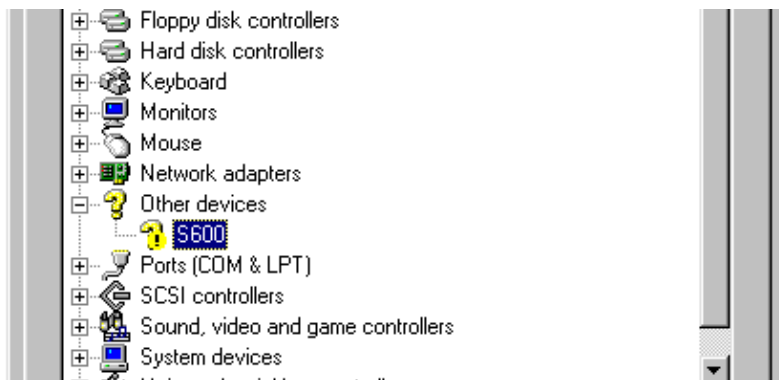 Floppy disk controllers
Hard disk controllers
Keyboard
Monitors
Mouse
Network adapters
Other devices
S600
Ports (COM & LPT)
SCSI controllers
Sound, video and game controllers
System devices